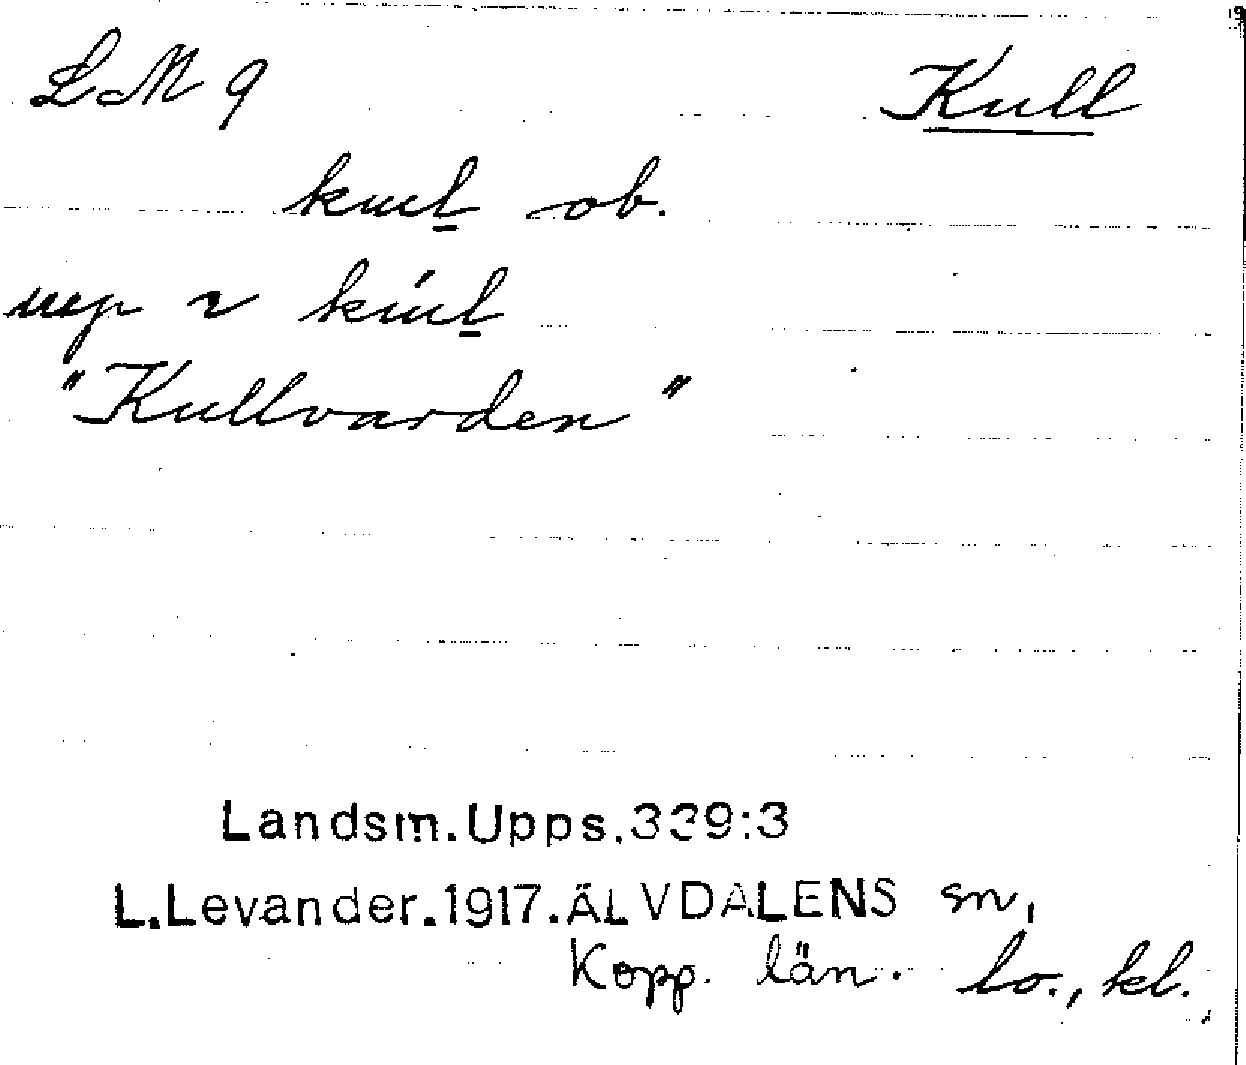 LM 9 Kull
kul̲ ob.
up ı kúl̲
"Kullvarden"
Landsm.Upps.339:3
L.Levander.1917.ÄLVDALENS sn,
Kopp. län. lo., kl.